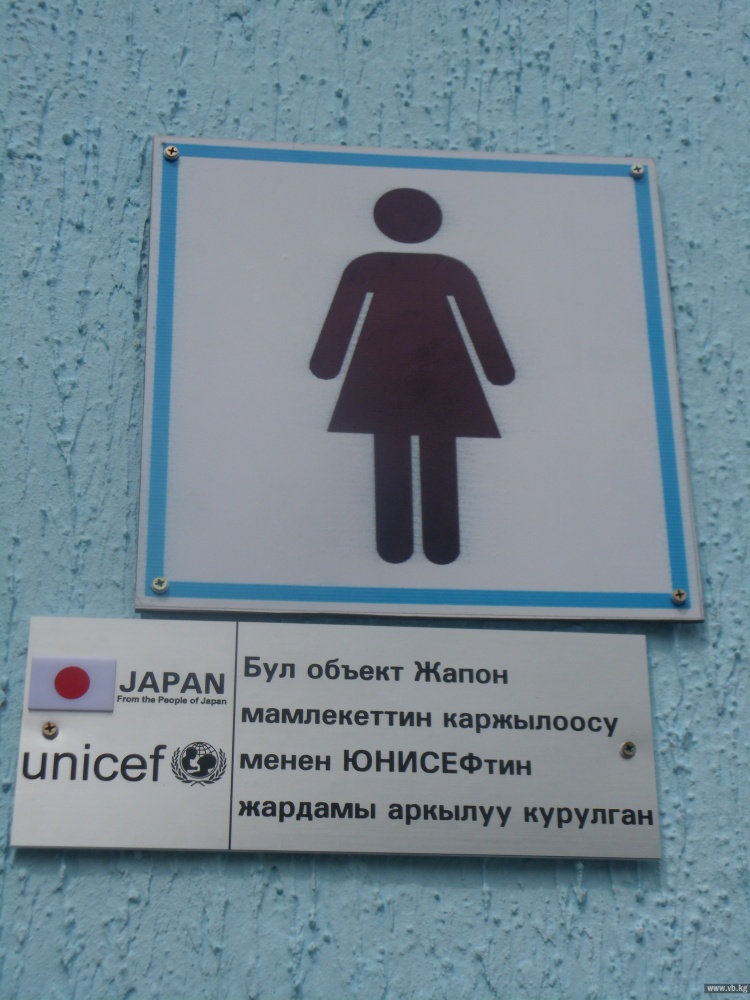 JAPAN
From the People of Japan
unicef
Бул объект Жапон
мамлекеттин каржылоосу
менен ЮНИСЕФтин
жардамы аркылуу курулган
www.vb.kg